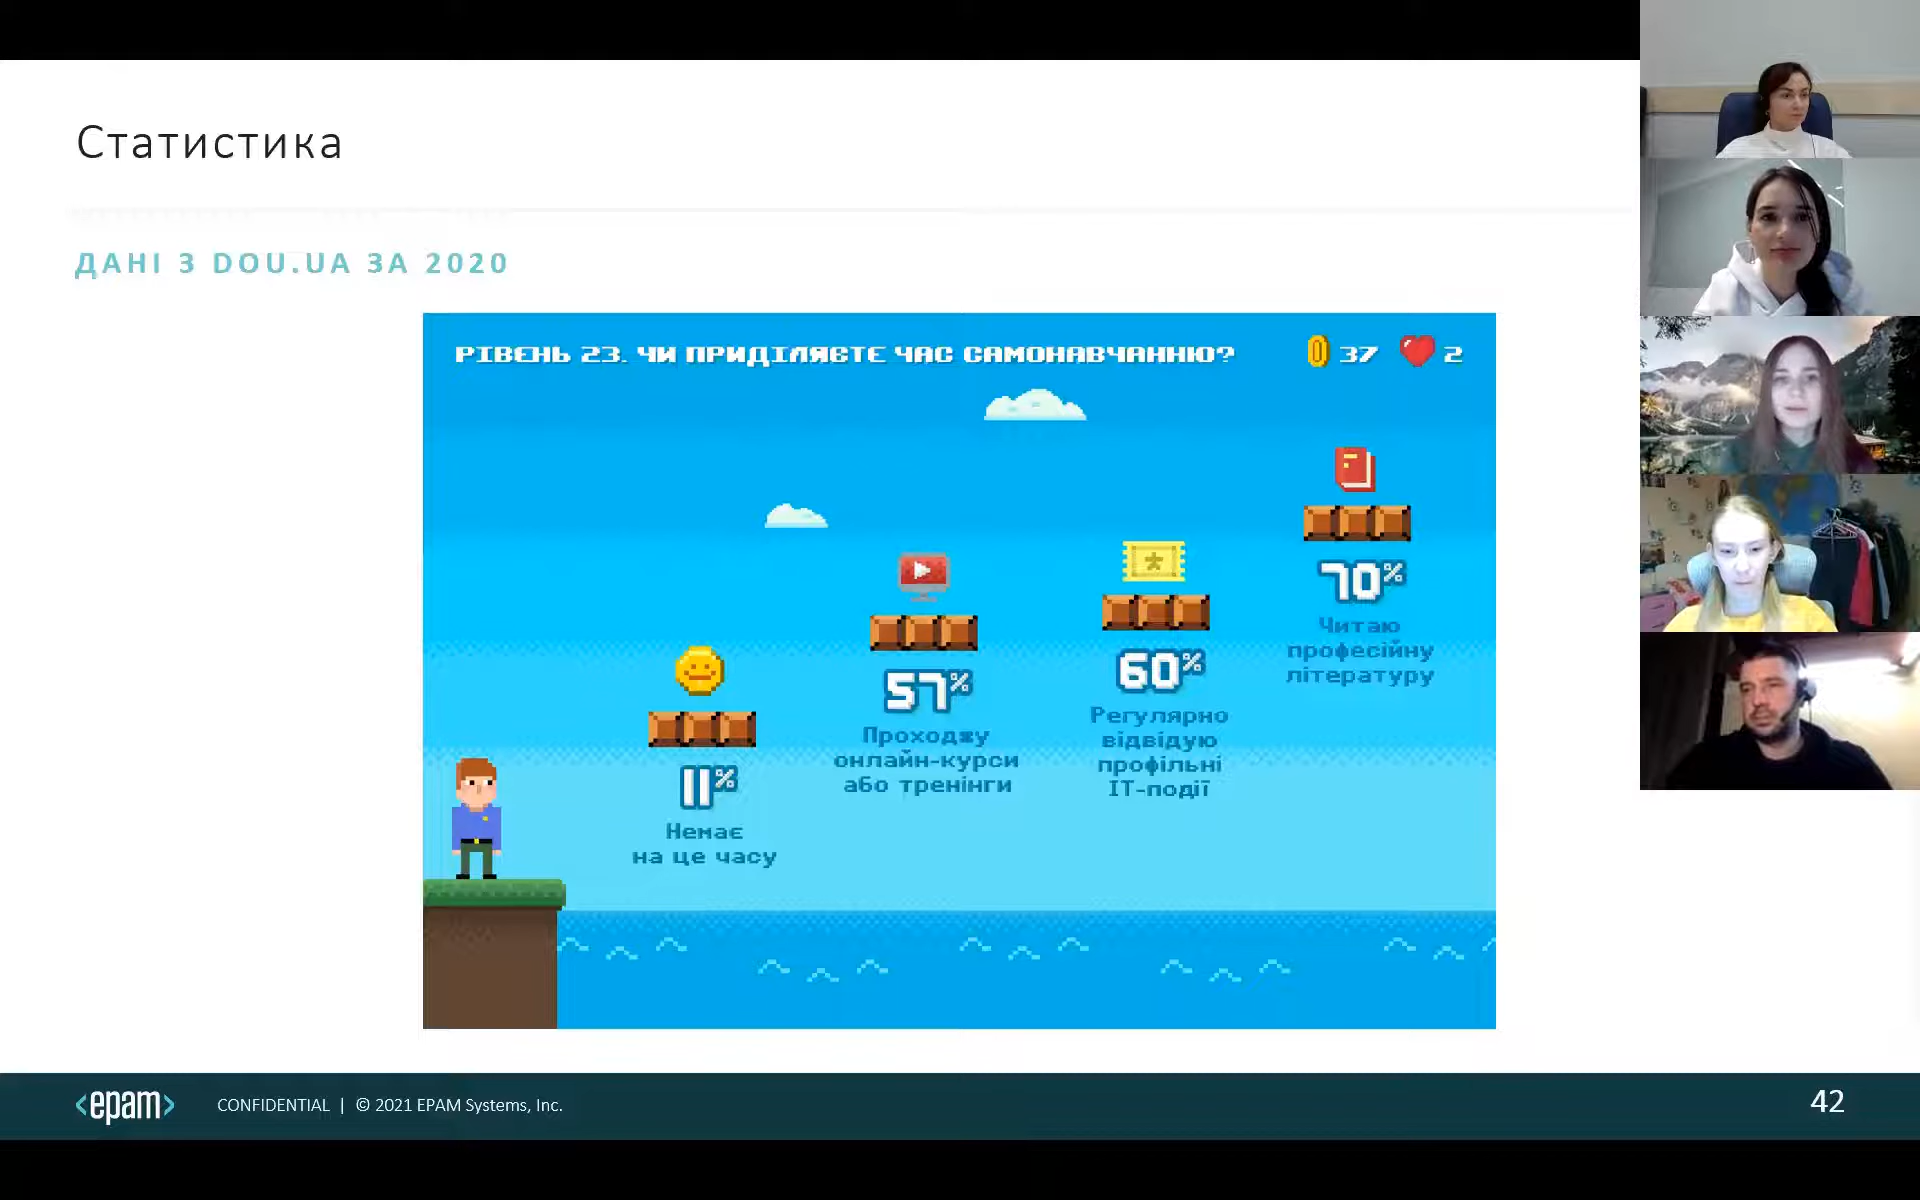 Статистика
ДАНІ З DOU.UA ЗА 2020
РІВЕНЬ 23. ЧИ ПРИДІЛЯЄТЕ ЧАС САМОНАВЧАННЮ?
37
2
70%
Читаю
професійну
літературу
60%
Регулярно
відвідую
профільні
ІТ-події
57%
Проходжу
онлайн-курси
або тренінги
11%
Немає
на це часу
<epam>
CONFIDENTIAL | © 2021 EPAM Systems, Inc.
42